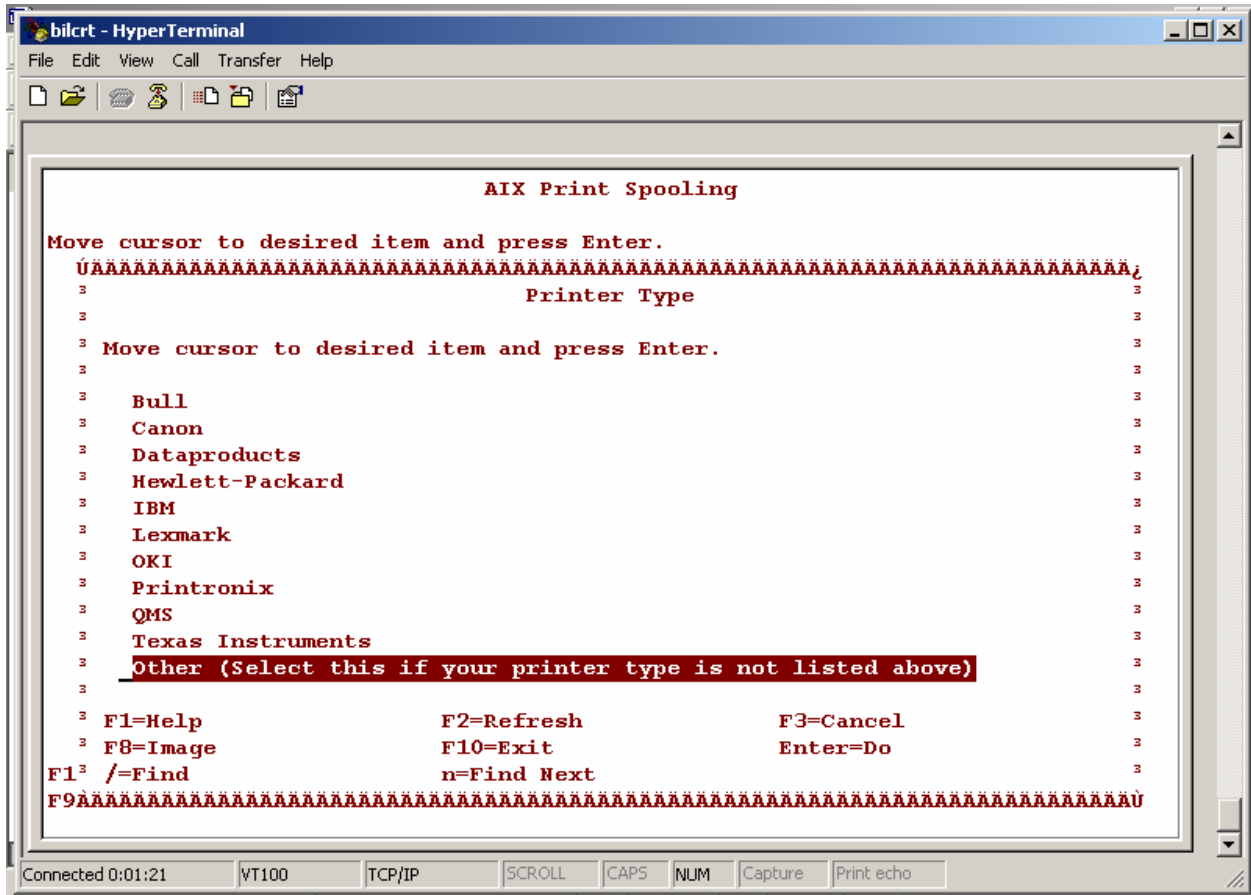 bilcrt - HyperTerminal
File Edit View Call Transfer Help
AIX Print Spooling
Move cursor to desired item and press Enter.
ÚÄÄÄÄÄÄÄÄÄÄÄÄÄÄÄÄÄÄÄÄÄÄÄÄÄÄÄÄÄÄÄÄÄÄÄÄÄÄÄÄÄÄÄÄÄÄÄÄÄÄÄÄÄÄÄÄÄÄÄÄÄÄÄÄÄÄÄÄÄÄÄÄÄÄ¿
³ Printer Type ³
³ ³
³ Move cursor to desired item and press Enter. ³
³ ³
³ Bull ³
³ Canon ³
³ Dataproducts ³
³ Hewlett-Packard ³
³ IBM ³
³ Lexmark ³
³ OKI ³
³ Printronix ³
³ QMS ³
³ Texas Instruments ³
³ Other (Select this if your printer type is not listed above) ³
³ ³
³ F1=Help F2=Refresh F3=Cancel ³
³ F8=Image F10=Exit Enter=Do ³
F1³ /=Find n=Find Next ³
F9ÀÄÄÄÄÄÄÄÄÄÄÄÄÄÄÄÄÄÄÄÄÄÄÄÄÄÄÄÄÄÄÄÄÄÄÄÄÄÄÄÄÄÄÄÄÄÄÄÄÄÄÄÄÄÄÄÄÄÄÄÄÄÄÄÄÄÄÄÄÄÄÄÄÄÄÙ
Connected 0:01:21 VT100 TCP/IP SCROLL CAPS NUM Capture Print echo